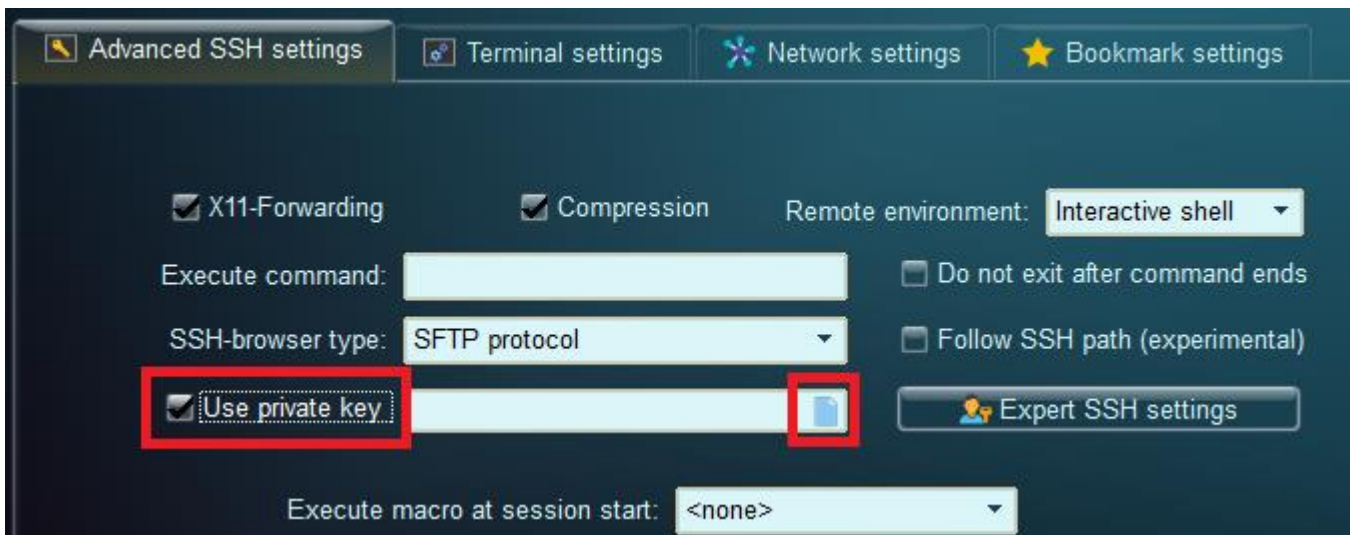 Advanced SSH settings Terminal settings Network settings Bookmark settings
X11-Forwarding Compression Remote environment: Interactive shell
Execute command: Do not exit after command ends
SSH-browser type: SFTP protocol Follow SSH path (experimental)
Use private key Expert SSH settings
Execute macro at session start: <none>